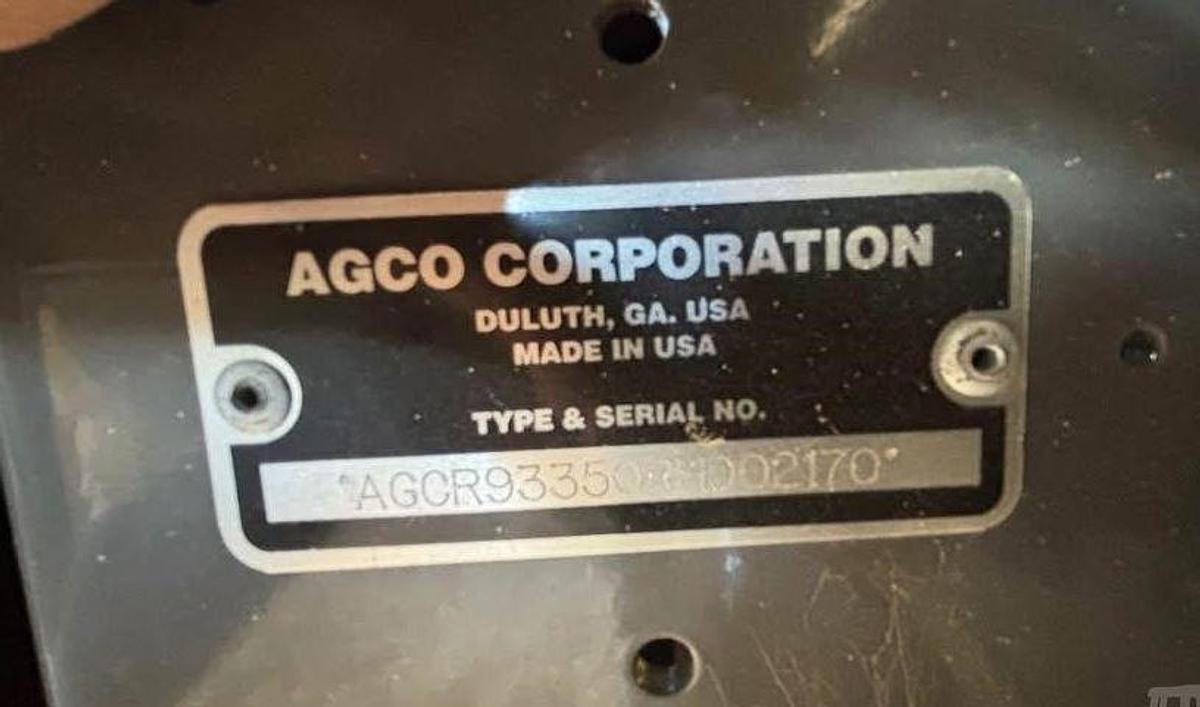 AGCO CORPORATION
DULUTH, GA. USA
MADE IN USA
TYPE & SERIAL NO.